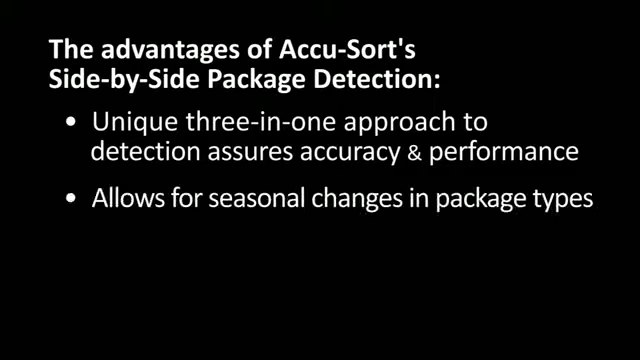 The advantages of Accu-Sort's
Side-by-Side Package Detection:
• Unique three-in-one approach to
detection assures accuracy & performance
• Allows for seasonal changes in package types